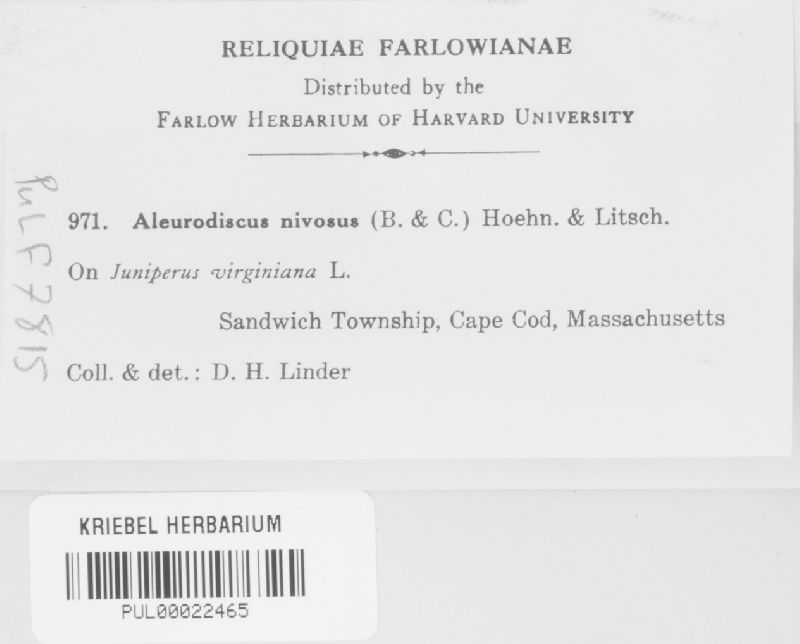 RELIQUIAE FARLOWIANAE
Distributed by the
FARLOW HERBARIUM OF HARVARD UNIVERSITY
971. Aleurodiscus nivosus (B. & C.) Hoehn. & Litsch.
On Juniperus virginiana L.
Sandwich Township, Cape Cod, Massachusetts
Coll. & det.: D. H. Linder
PuL F7815
KRIEBEL HERBARIUM
PUL00022465